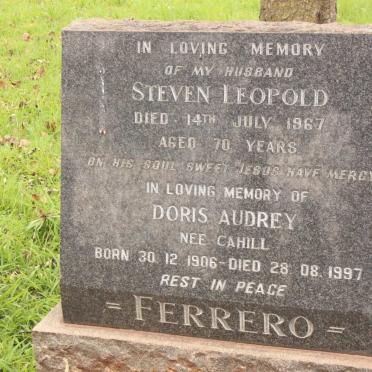 IN LOVING MEMORY
OF MY HUSBAND
STEVEN LEOPOLD
DIED 14TH JULY 1967
AGED 70 YEARS
ON HIS SOUL SWEET JESUS HAVE MERCY
IN LOVING MEMORY OF
DORIS AUDREY
NEE CAHILL
BORN 30.12.1906-DIED 28.08.1997
REST IN PEACE
= FERRERO =